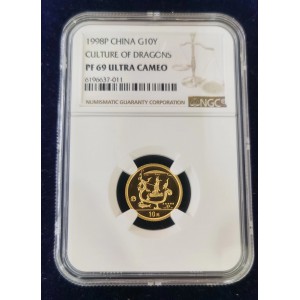 1998P CHINA G10Y
CULTURE OF DRAGONS
PF 69 ULTRA CAMEO
6196637-011
NUMISMATIC GUARANTY CORPORATION
NGC
10元